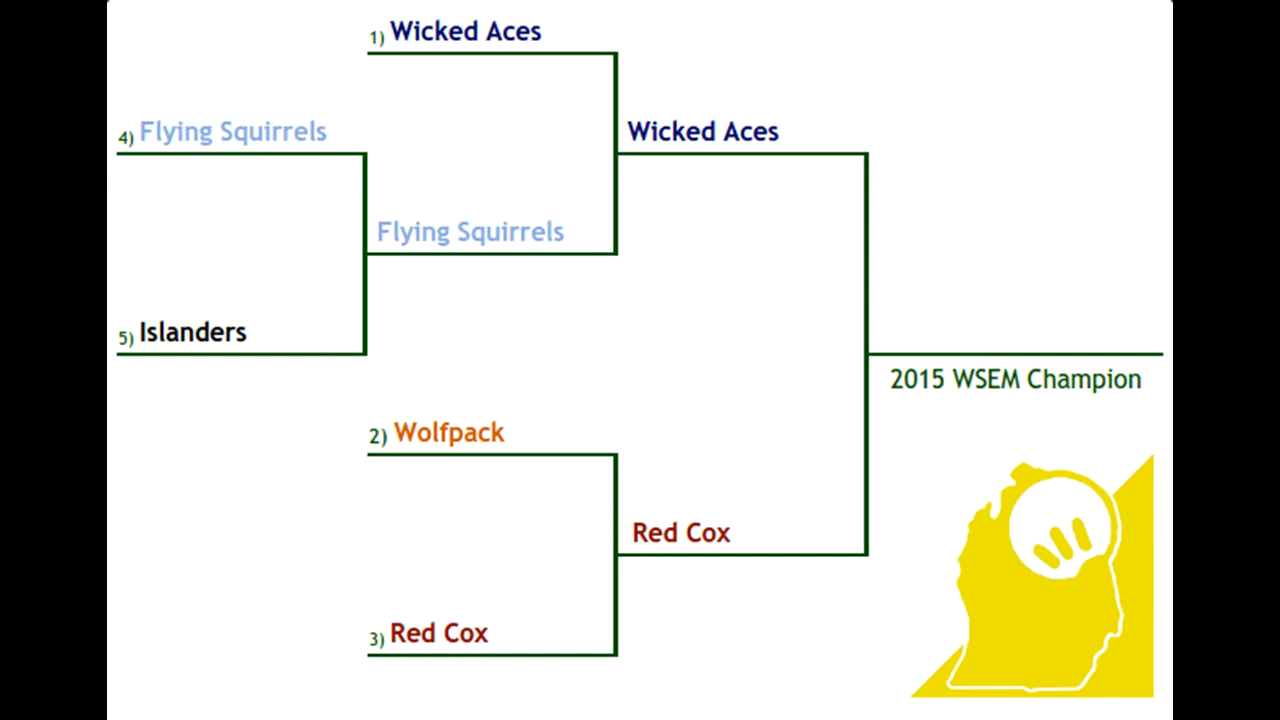 1) Wicked Aces
4) Flying Squirrels
Wicked Aces
Flying Squirrels
5) Islanders
2015 WSEM Champion
2) Wolfpack
Red Cox
3) Red Cox